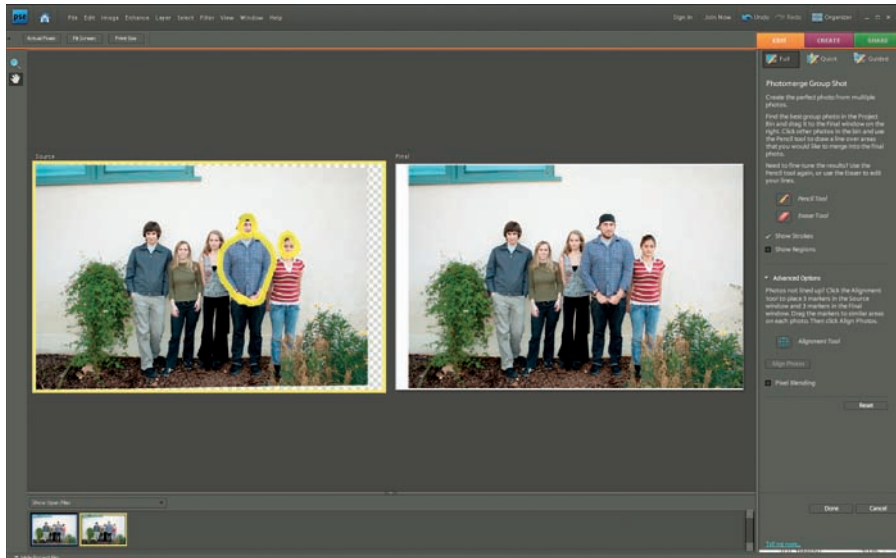 pse File Edit Image Enhance Layer Select Filter View Window Help Sign In Join Now Undo Redo Organizer
Actual Pixels Fit Screen Print Size
EDIT CREATE SHARE
Full Quick Guided
Photomerge Group Shot
Create the perfect photo from multiple
photos.
Find the best group photo in the Project
Bin and drag it to the Final window on the
right. Click other photos in the bin and use
the Pencil tool to draw a line over areas
that you would like to merge into the final
photo.
Need to fine tune the results? Use the
Pencil tool again, or use the Eraser to edit
your lines.
Pencil Tool
Eraser Tool
Show Strokes
Show Regions
Advanced Options
Photos not lined up? Click the Alignment
tool to place 3 markers in the Source
window and 3 markers in the Final
window. Drag the markers to similar areas
on each photo. Then click Align Photos.
Alignment Tool
Align Photos
Pixel Blending
Reset
Source Final
Show Open Files
Done Cancel
Tell me more...
Hide Project Bin